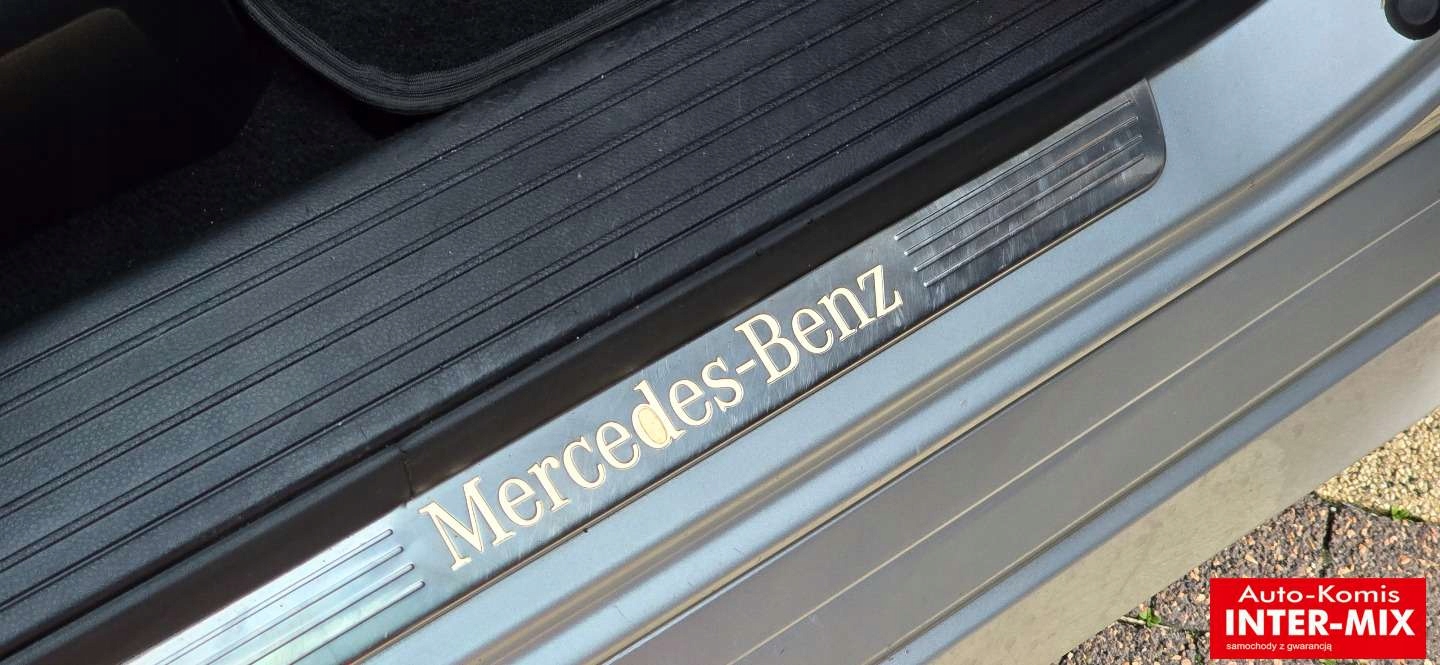 Mercedes-Benz
Auto-Komis
INTER-MIX
samochody z gwarancją